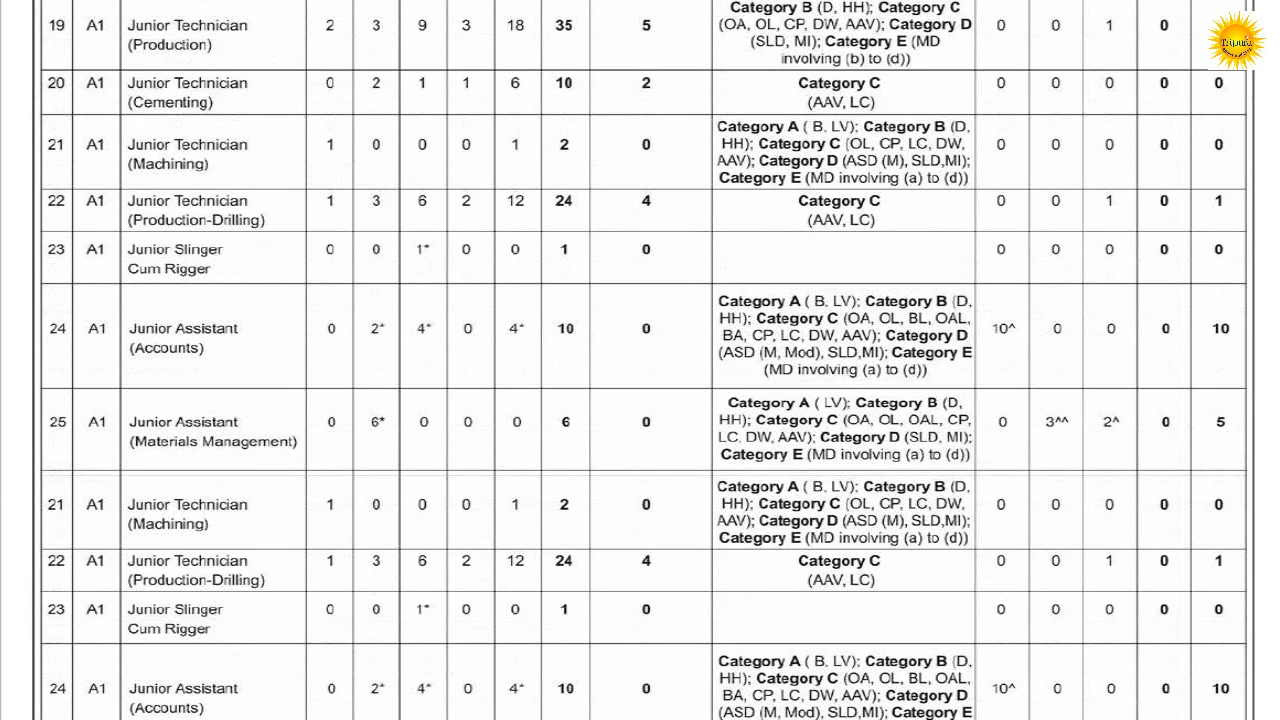 Category B (D, HH); Category C
19 A1 Junior Technician 2 3 9 3 18 35 5 (OA, OL, CP, DW, AAV); Category D 0 0 1 0
(Production) (SLD, MI); Category E (MD
involving (b) to (d))
Tripura
20 A1 Junior Technician 0 2 1 1 6 10 2 Category C 0 0 0 0 0
(Cementing) (AAV, LC)
Category A ( B, LV); Category B (D,
21 A1 Junior Technician 1 0 0 0 1 2 0 HH); Category C (OL, CP, LC, DW, 0 0 0 0 0
(Machining) AAV); Category D (ASD (M), SLD,MI);
Category E (MD involving (a) to (d))
22 A1 Junior Technician 1 3 6 2 12 24 4 Category C 0 0 1 0 1
(Production-Drilling) (AAV, LC)
23 A1 Junior Slinger 0 0 1* 0 0 1 0 0 0 0 0 0
Cum Rigger
Category A ( B, LV); Category B (D,
HH); Category C (OA, OL, BL, OAL,
24 A1 Junior Assistant 0 2* 4* 0 4* 10 0 BA, CP, LC, DW, AAV); Category D 10^ 0 0 0 10
(Accounts) (ASD (M, Mod), SLD,MI); Category E
(MD involving (a) to (d))
Category A ( LV); Category B (D,
25 A1 Junior Assistant 0 6* 0 0 0 6 0 HH); Category C (OA, OL, OAL, CP, 0 3^^ 2^ 0 5
(Materials Management) LC, DW, AAV); Category D (SLD, MI);
Category E (MD involving (a) to (d))
Category A ( B, LV); Category B (D,
21 A1 Junior Technician 1 0 0 0 1 2 0 HH); Category C (OL, CP, LC, DW, 0 0 0 0 0
(Machining) AAV); Category D (ASD (M), SLD,MI);
Category E (MD involving (a) to (d))
22 A1 Junior Technician 1 3 6 2 12 24 4 Category C 0 0 1 0 1
(Production-Drilling) (AAV, LC)
23 A1 Junior Slinger 0 0 1* 0 0 1 0 0 0 0 0 0
Cum Rigger
Category A ( B, LV); Category B (D,
HH); Category C (OA, OL, BL, OAL,
24 A1 Junior Assistant 0 2* 4* 0 4* 10 0 BA, CP, LC, DW, AAV); Category D 10^ 0 0 0 10
(Accounts) (ASD (M, Mod), SLD,MI); Category E